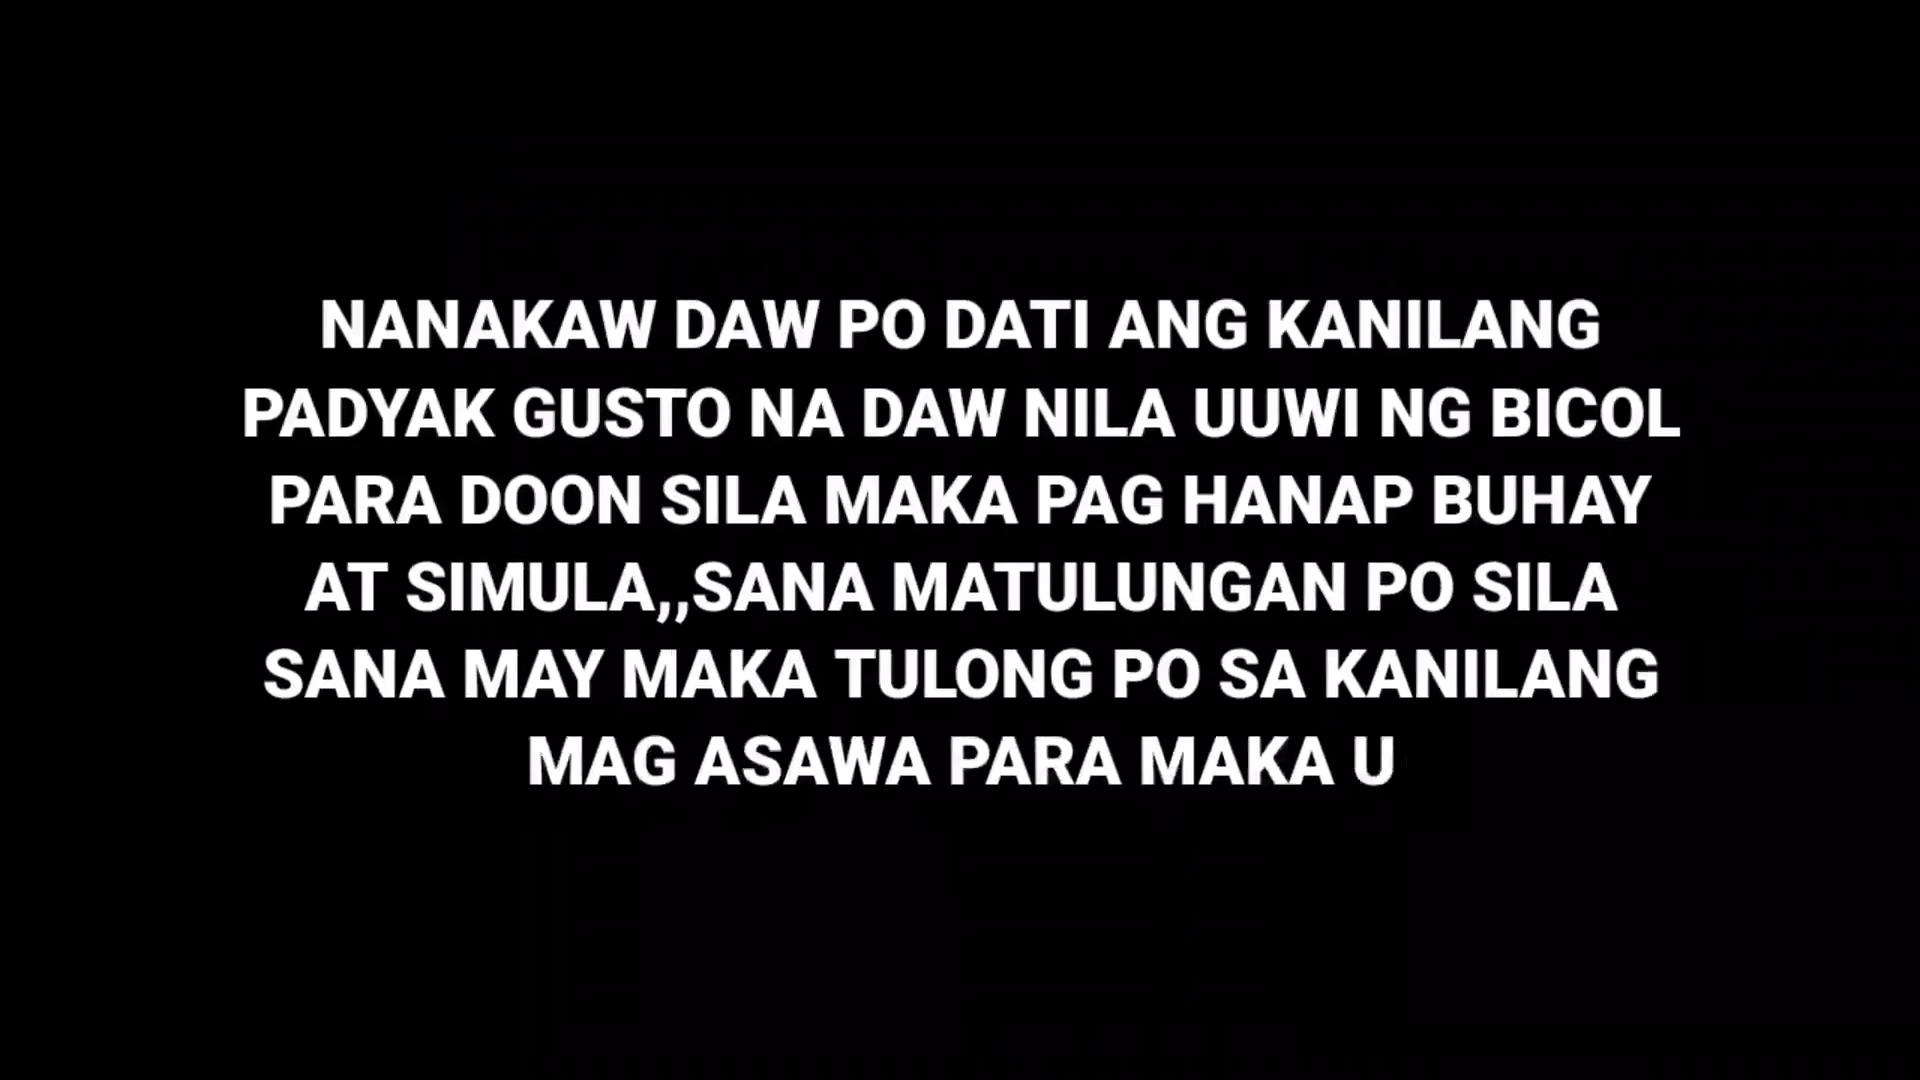 NANAKAW DAW PO DATI ANG KANILANG
PADYAK GUSTO NA DAW NILA UUWI NG BICOL
PARA DOON SILA MAKA PAG HANAP BUHAY
AT SIMULA,,SANA MATULUNGAN PO SILA
SANA MAY MAKA TULONG PO SA KANILANG
MAG ASAWA PARA MAKA U